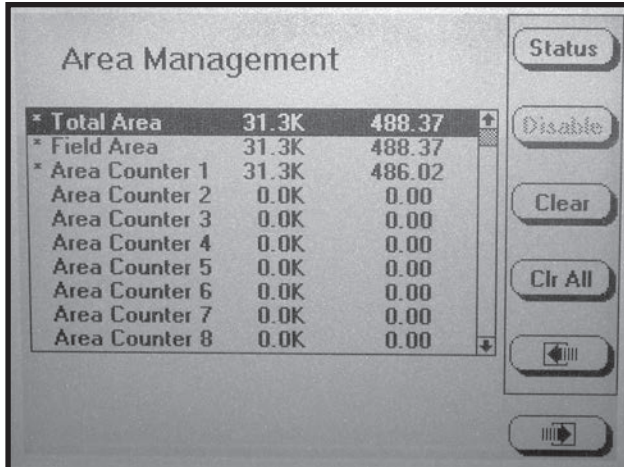 Area Management
* Total Area 31.3K 488.37
* Field Area 31.3K 488.37
* Area Counter 1 31.3K 486.02
Area Counter 2 0.0K 0.00
Area Counter 3 0.0K 0.00
Area Counter 4 0.0K 0.00
Area Counter 5 0.0K 0.00
Area Counter 6 0.0K 0.00
Area Counter 7 0.0K 0.00
Area Counter 8 0.0K 0.00
Status
Disable
Clear
Clr All